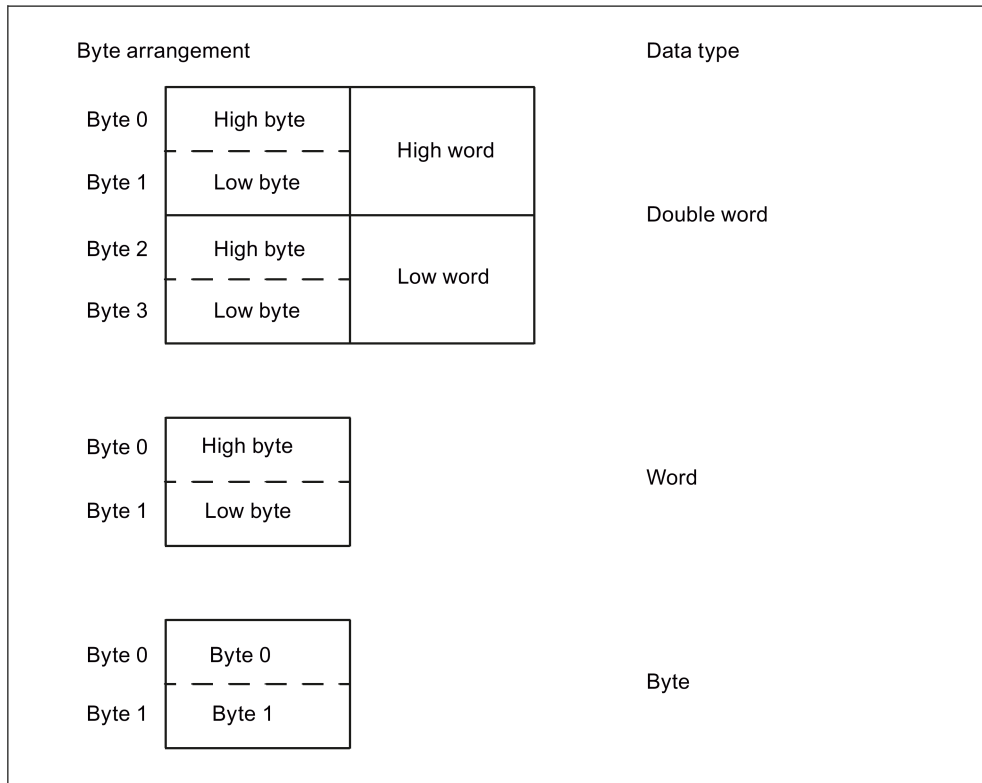 Byte arrangement Data type
Byte 0 High byte
High word
Byte 1 Low byte
Double word
Byte 2 High byte
Low word
Byte 3 Low byte
Byte 0 High byte
Word
Byte 1 Low byte
Byte 0 Byte 0
Byte
Byte 1 Byte 1